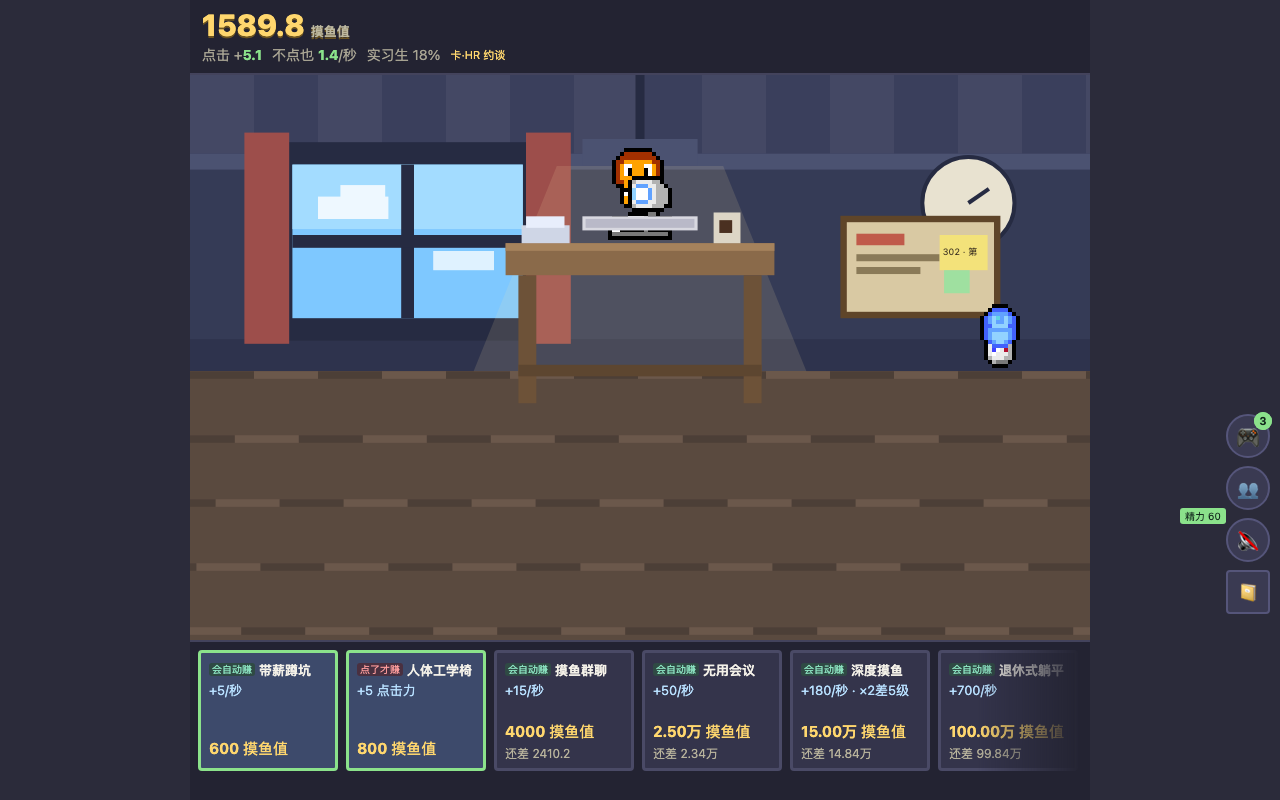 1589.8 摸鱼值
点击 +5.1 不点也 1.4/秒 实习生 18% 卡·HR 约谈
302 - 第
3
精力 60
会自动赚 带薪蹲坑
+5/秒
600 摸鱼值
点了才赚 人体工学椅
+5 点击力
800 摸鱼值
会自动赚 摸鱼群聊
+15/秒
4000 摸鱼值
还差 2410.2
会自动赚 无用会议
+50/秒
2.50万 摸鱼值
还差 2.34万
会自动赚 深度摸鱼
+180/秒 · ×2差5级
15.00万 摸鱼值
还差 14.84万
会自动赚 退休式躺平
+700/秒
100.00万 摸鱼值
还差 99.84万